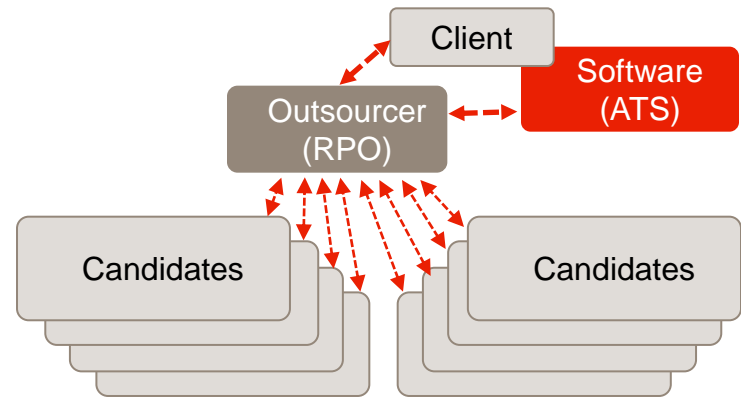 Client
Software
(ATS)
Outsourcer
(RPO)
Candidates
Candidates